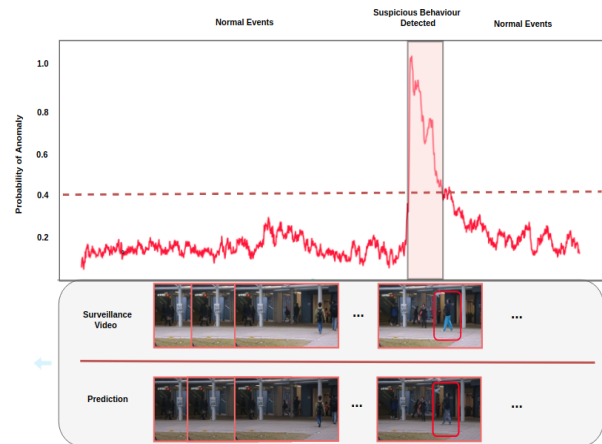 Normal Events
Suspicious Behaviour
Detected
Normal Events
Probability of Anomaly
1.0
0.8
0.6
0.4
0.2
Surveillance
Video
...
...
Prediction
...
...